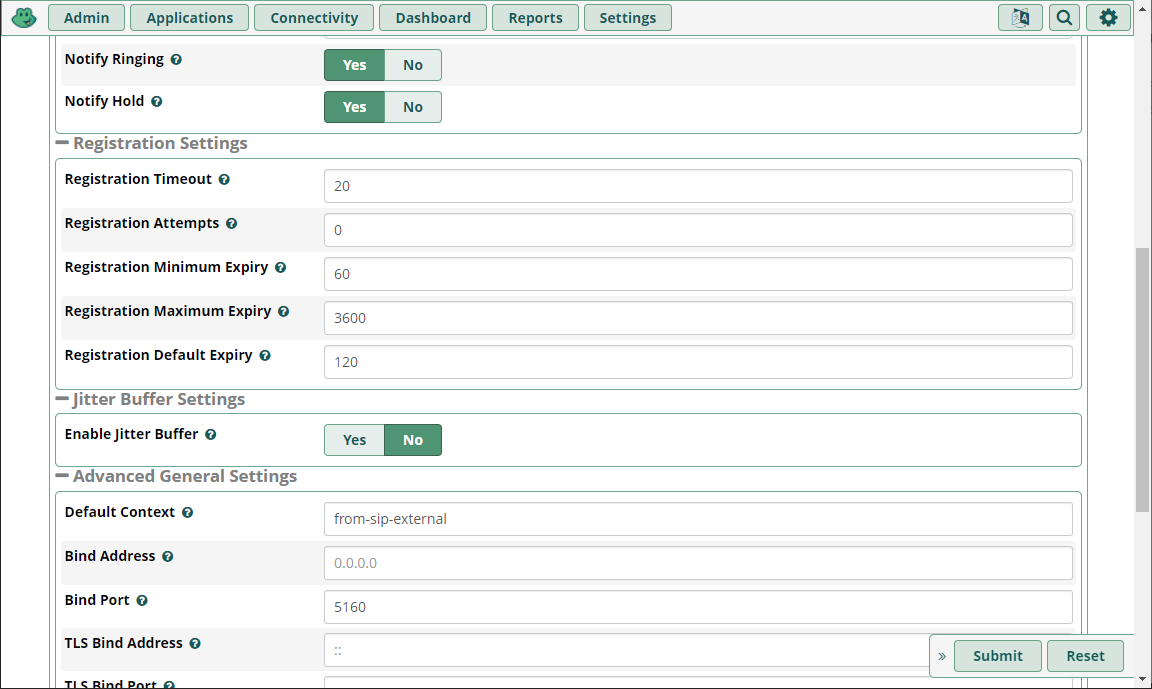 Admin Applications Connectivity Dashboard Reports Settings
Notify Ringing Yes No
Notify Hold Yes No
Registration Settings
Registration Timeout 20
Registration Attempts 0
Registration Minimum Expiry 60
Registration Maximum Expiry 3600
Registration Default Expiry 120
Jitter Buffer Settings
Enable Jitter Buffer Yes No
Advanced General Settings
Default Context from-sip-external
Bind Address 0.0.0.0
Bind Port 5160
TLS Bind Address ::
» Submit Reset
TLS Bind Port